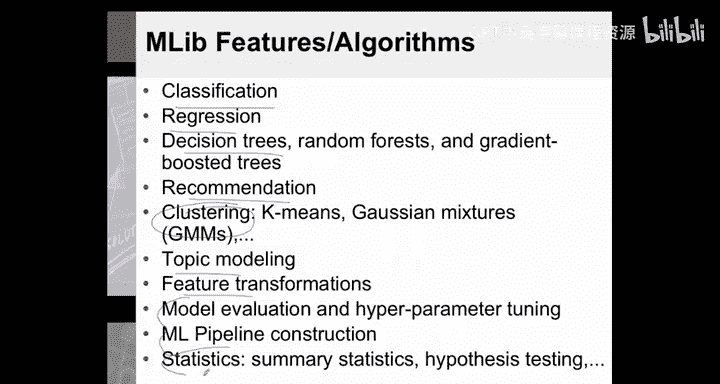 MLib Features/Algorithms
bilibili
• Classification
• Regression
• Decision trees, random forests, and gradient-
boosted trees
• Recommendation
• Clustering: K-means, Gaussian mixtures
(GMMs),...
• Topic modeling
• Feature transformations
• Model evaluation and hyper-parameter tuning
• ML Pipeline construction
• Statistics: summary statistics, hypothesis testing,...